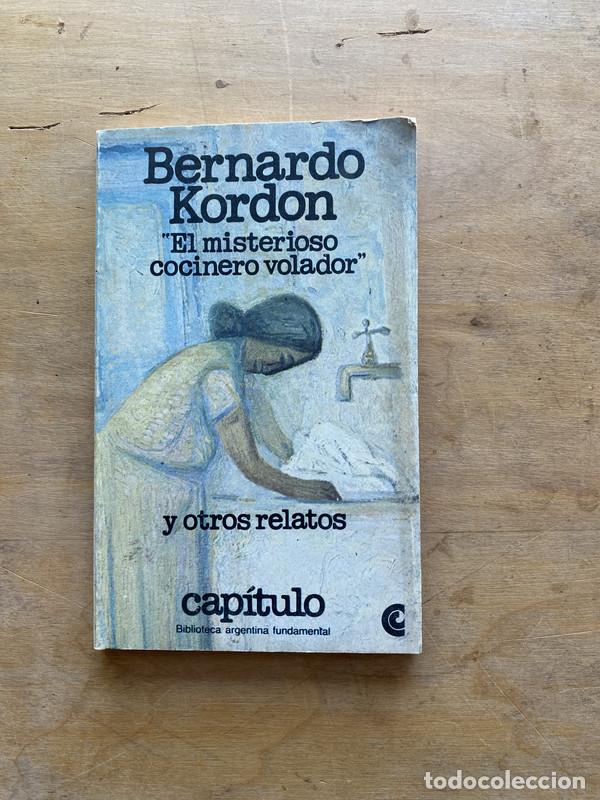 Bernardo
Kordon
"El misterioso
cocinero volador"
y otros relatos
capítulo
Biblioteca argentina fundamental
todocoleccion